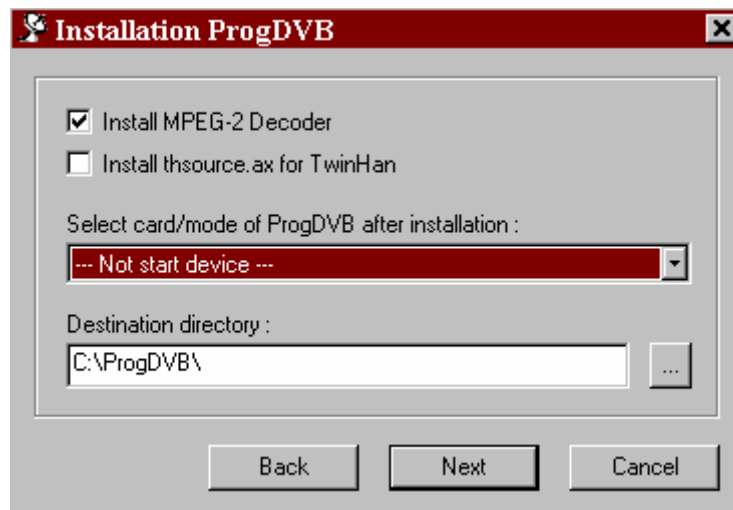 Installation ProgDVB
Install MPEG-2 Decoder
Install thsource.ax for TwinHan
Select card/mode of ProgDVB after installation :
--- Not start device ---
Destination directory :
C:\ProgDVB\
...
Back Next Cancel